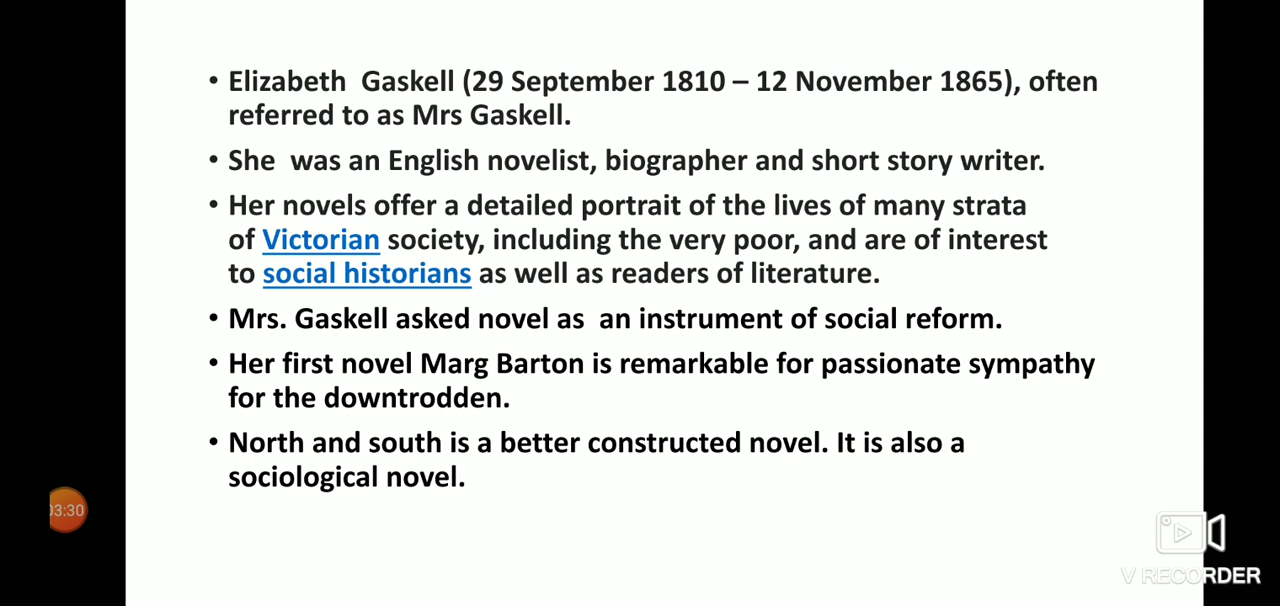 • Elizabeth Gaskell (29 September 1810 – 12 November 1865), often
referred to as Mrs Gaskell.
• She was an English novelist, biographer and short story writer.
• Her novels offer a detailed portrait of the lives of many strata
of Victorian society, including the very poor, and are of interest
to social historians as well as readers of literature.
• Mrs. Gaskell asked novel as an instrument of social reform.
• Her first novel Marg Barton is remarkable for passionate sympathy
for the downtrodden.
• North and south is a better constructed novel. It is also a
sociological novel.
03:30
V RECORDER